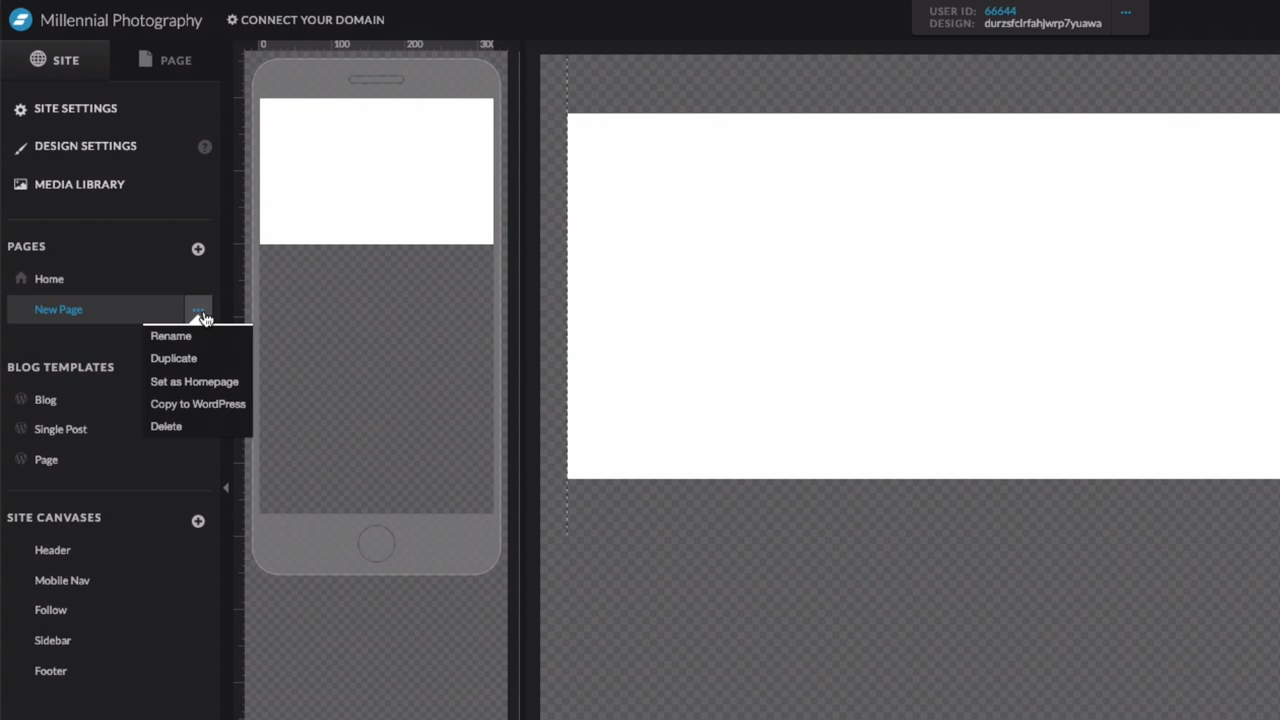 Millennial Photography
CONNECT YOUR DOMAIN
USER ID: 66644
DESIGN: durzsfclrfahjwrp7yuawa
SITE
PAGE
0 100 200 300
SITE SETTINGS
DESIGN SETTINGS
MEDIA LIBRARY
PAGES
Home
New Page
Rename
Duplicate
Set as Homepage
Copy to WordPress
Delete
BLOG TEMPLATES
Blog
Single Post
Page
SITE CANVASES
Header
Mobile Nav
Follow
Sidebar
Footer